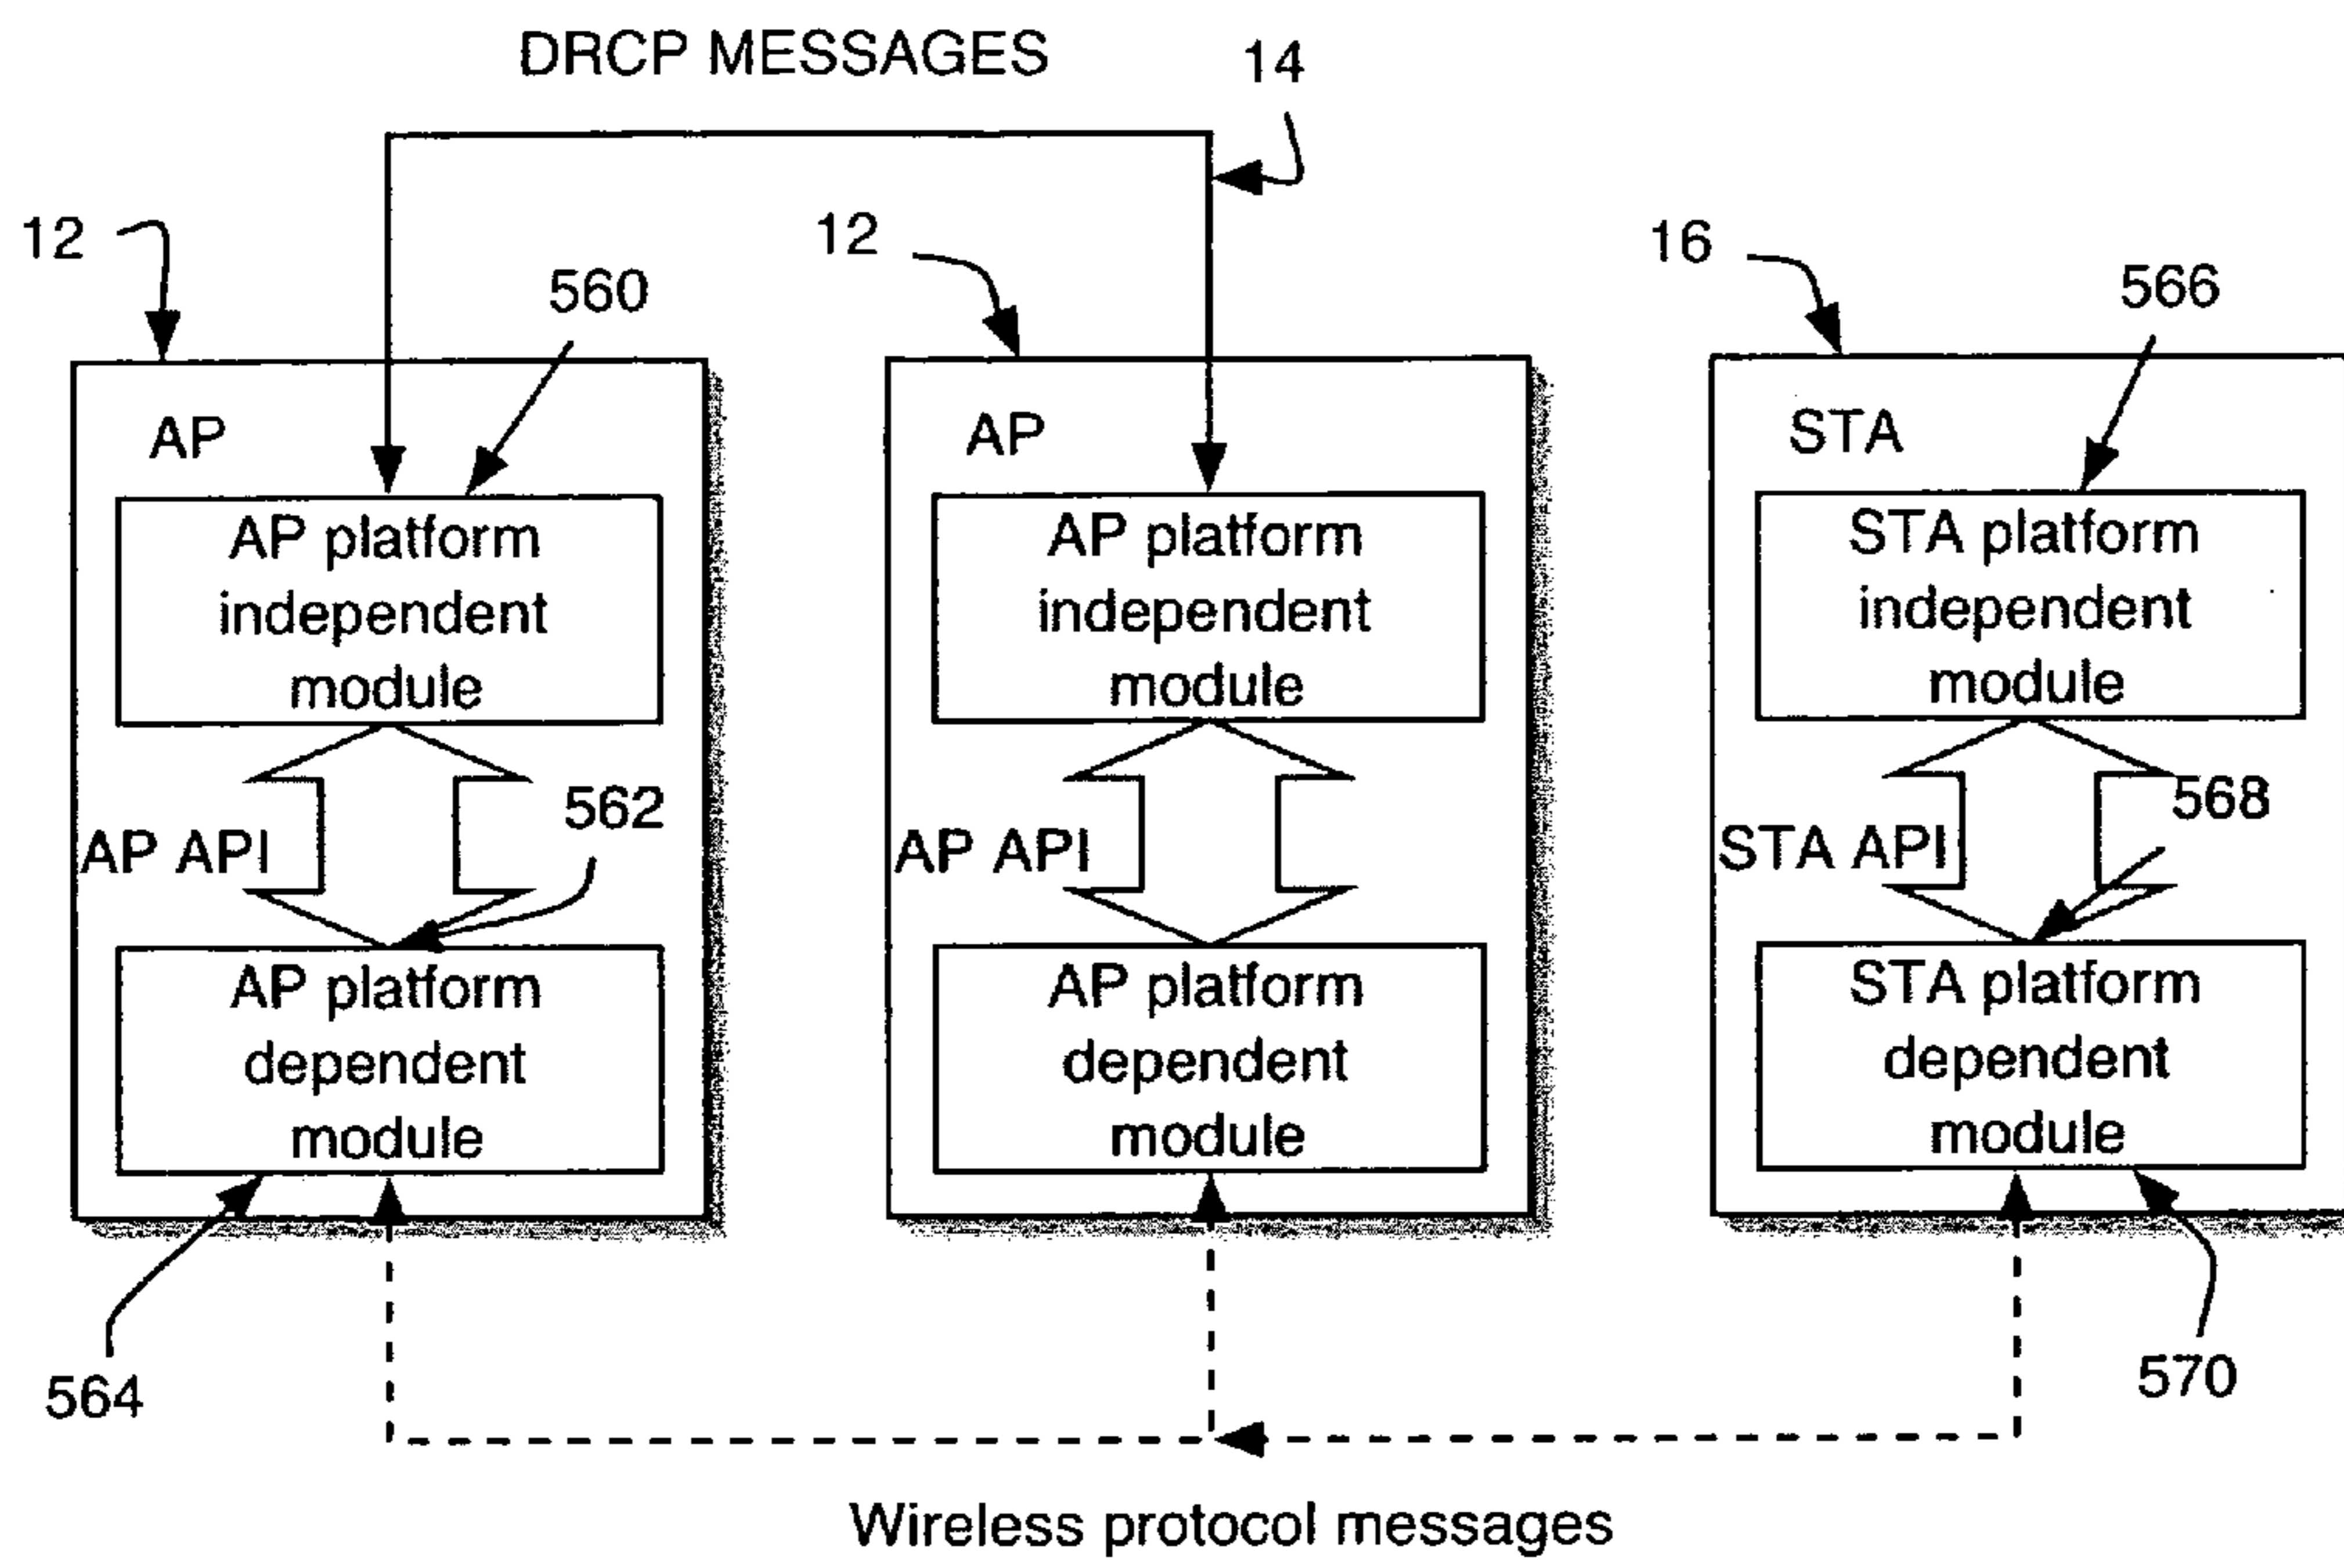 DRCP MESSAGES
14
12
12
16
560
566
AP
AP
STA
AP platform
independent
module
AP platform
independent
module
STA platform
independent
module
562
568
AP API
AP API
STA API
AP platform
dependent
module
AP platform
dependent
module
STA platform
dependent
module
564
570
Wireless protocol messages